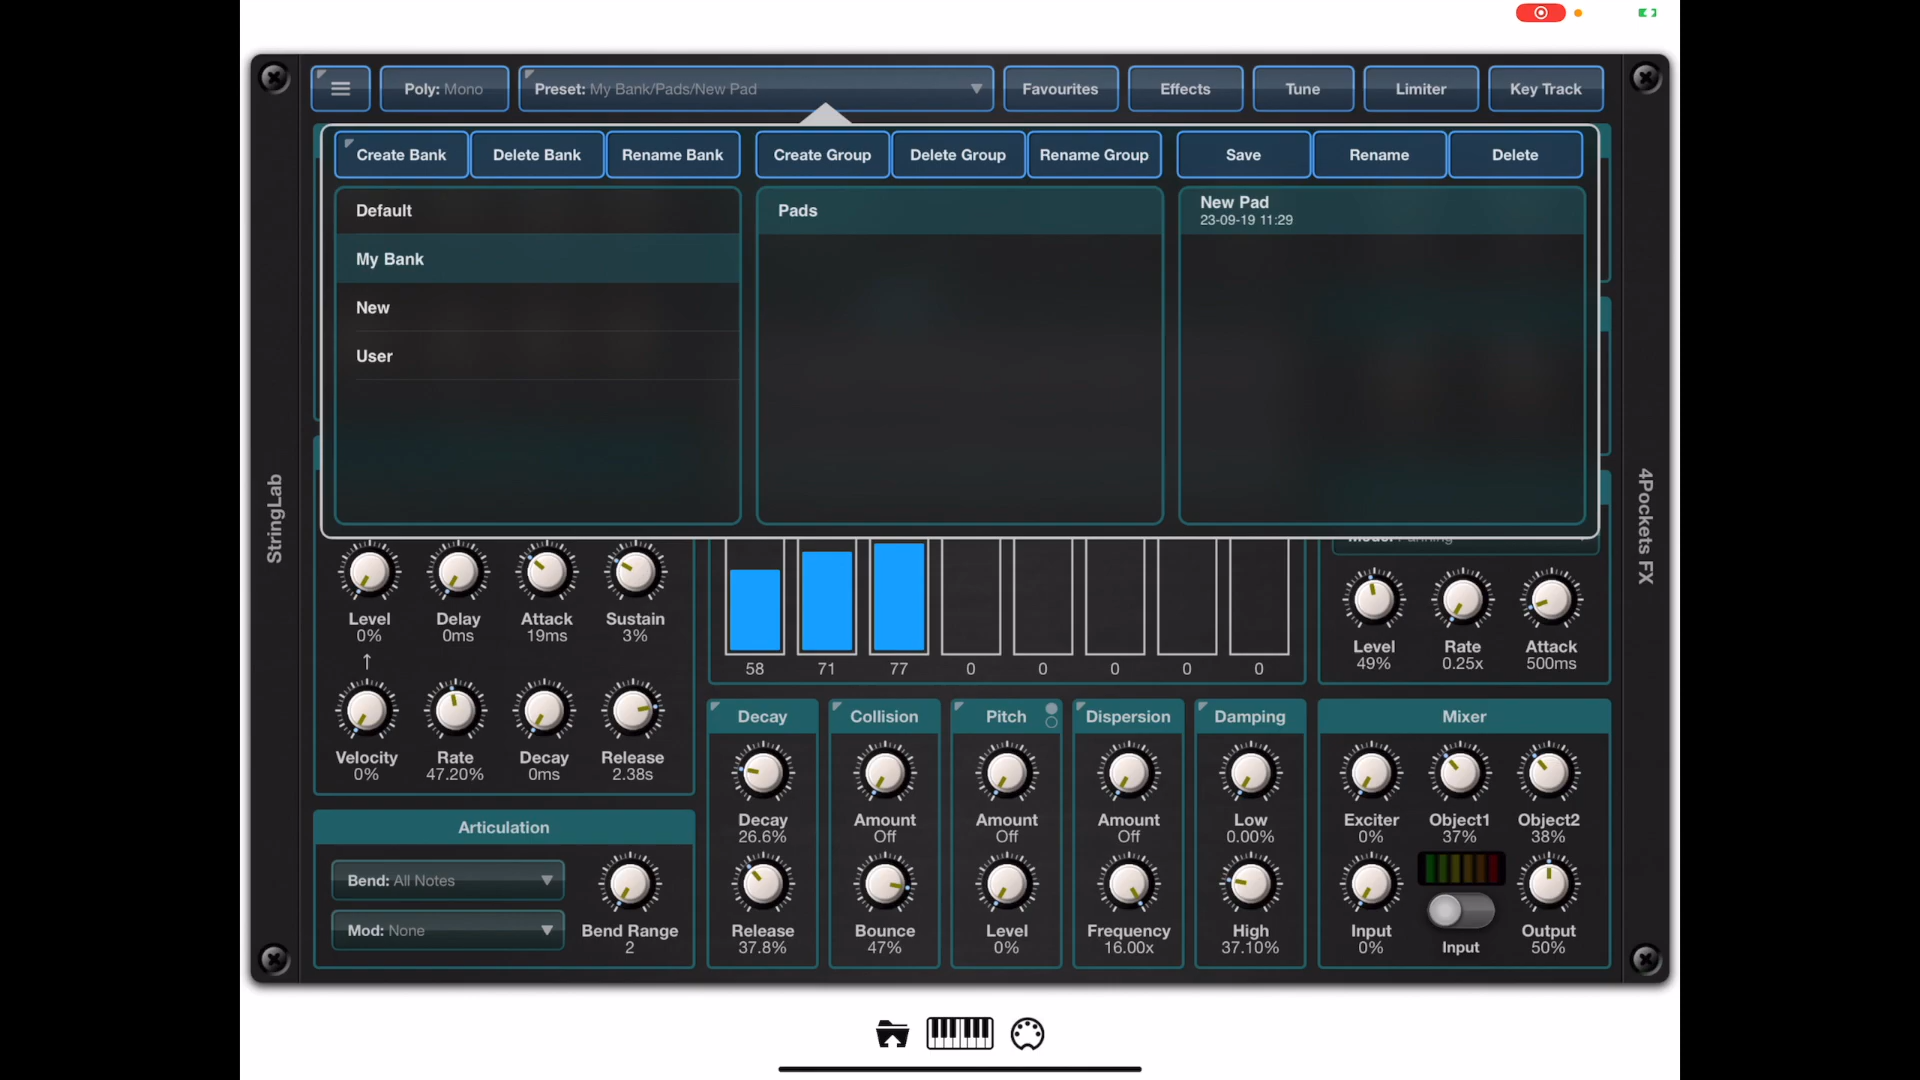 Poly: Mono
Preset: My Bank/Pads/New Pad
Favourites
Effects
Tune
Limiter
Key Track
Create Bank
Delete Bank
Rename Bank
Create Group
Delete Group
Rename Group
Save
Rename
Delete
Default
My Bank
New
User
Pads
New Pad
23-09-19 11:29
StringLab
4Pockets FX
Level
0%
Delay
0ms
Attack
19ms
Sustain
3%
Velocity
0%
Rate
47.20%
Decay
0ms
Release
2.38s
58
71
77
0
0
0
0
0
Mode: Panning
Level
49%
Rate
0.25x
Attack
500ms
Articulation
Bend: All Notes
Mod: None
Bend Range
2
Decay
Decay
26.6%
Release
37.8%
Collision
Amount
Off
Bounce
47%
Pitch
Amount
Off
Level
0%
Dispersion
Amount
Off
Frequency
16.00x
Damping
Low
0.00%
High
37.10%
Mixer
Exciter
0%
Object1
37%
Object2
38%
Input
0%
Input
Output
50%